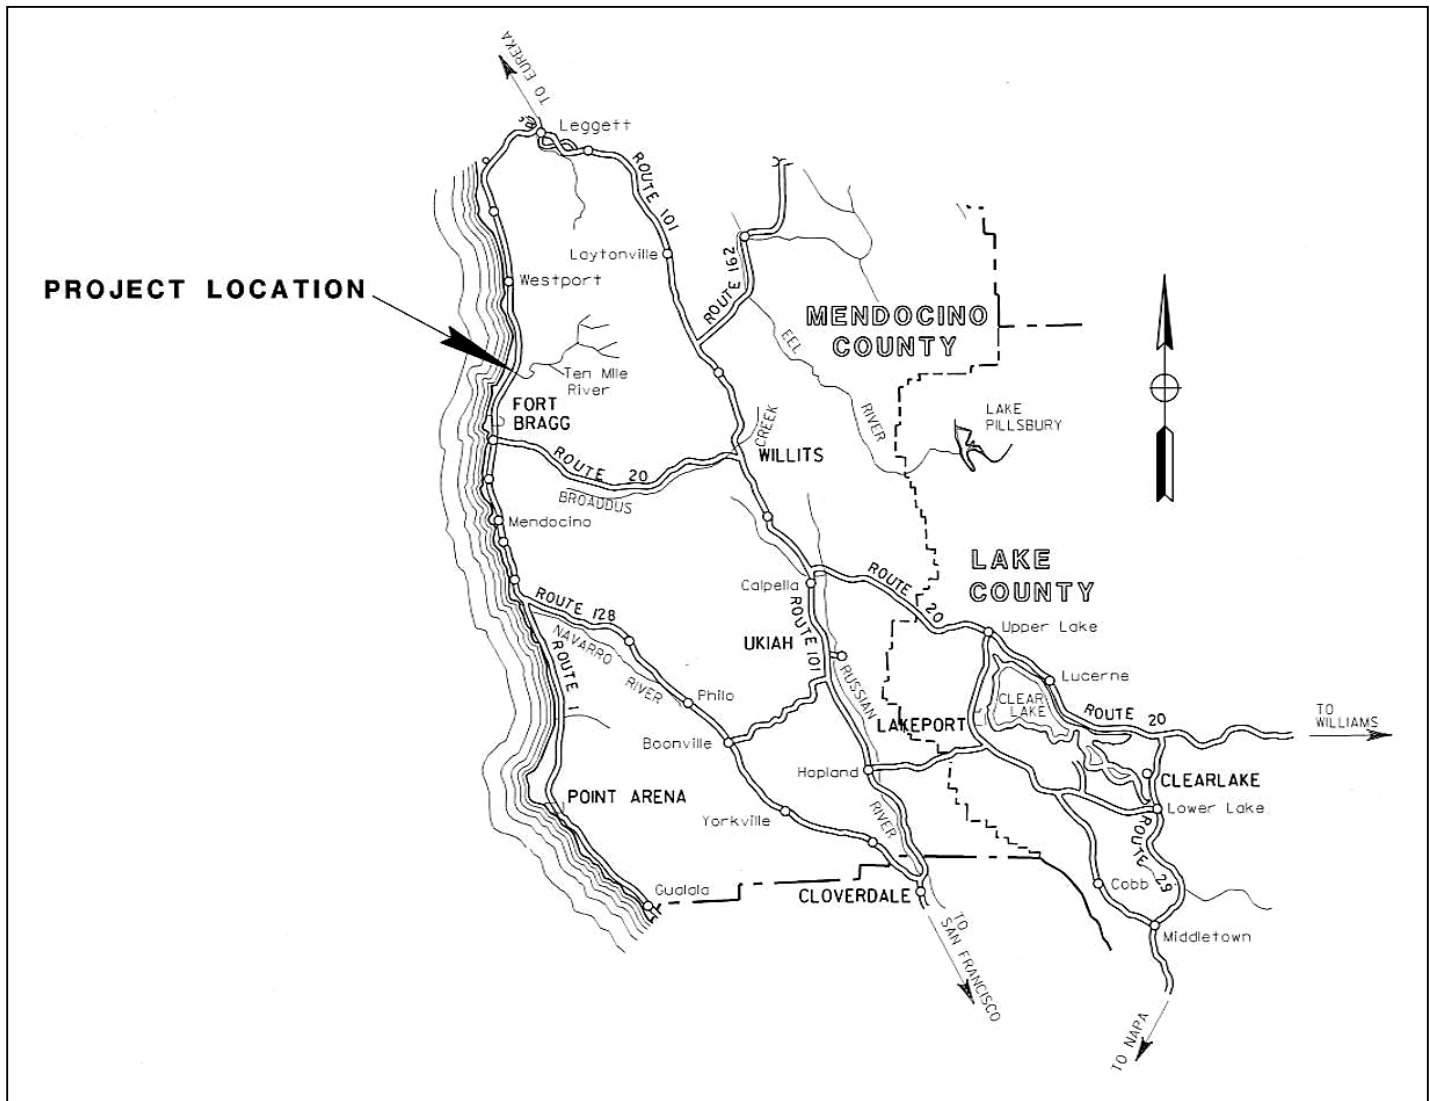 TO EUREKA
Leggett
ROUTE 101
Laytonville
ROUTE 162
PROJECT LOCATION
Westport
MENDOCINO
COUNTY
EEL
RIVER
Ten Mile
River
FORT
BRAGG
LAKE
PILLSBURY
CREEK
WILLITS
ROUTE 20
BROADDUS
Mendocino
LAKE
COUNTY
Calpella
ROUTE 20
ROUTE 128
ROUTE 101
NAVARRO
RIVER
UKIAH
Upper Lake
ROUTE 1
RUSSIAN
RIVER
Philo
Lucerne
CLEAR
LAKE
LAKEPORT
ROUTE 20
TO
WILLIAMS
Boonville
Hopland
CLEARLAKE
POINT ARENA
Yorkville
Lower Lake
ROUTE 29
Gualala
CLOVERDALE
Cobb
TO
SAN FRANCISCO
Middletown
TO NAPA